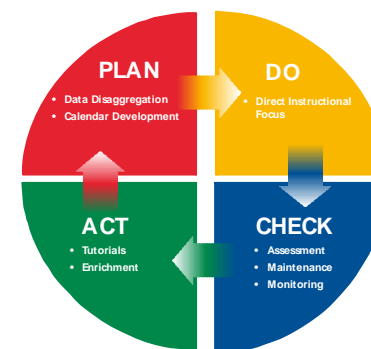 PLAN
• Data Disaggregation
• Calendar Development
DO
• Direct Instructional
Focus
ACT
• Tutorials
• Enrichment
CHECK
• Assessment
• Maintenance
• Monitoring